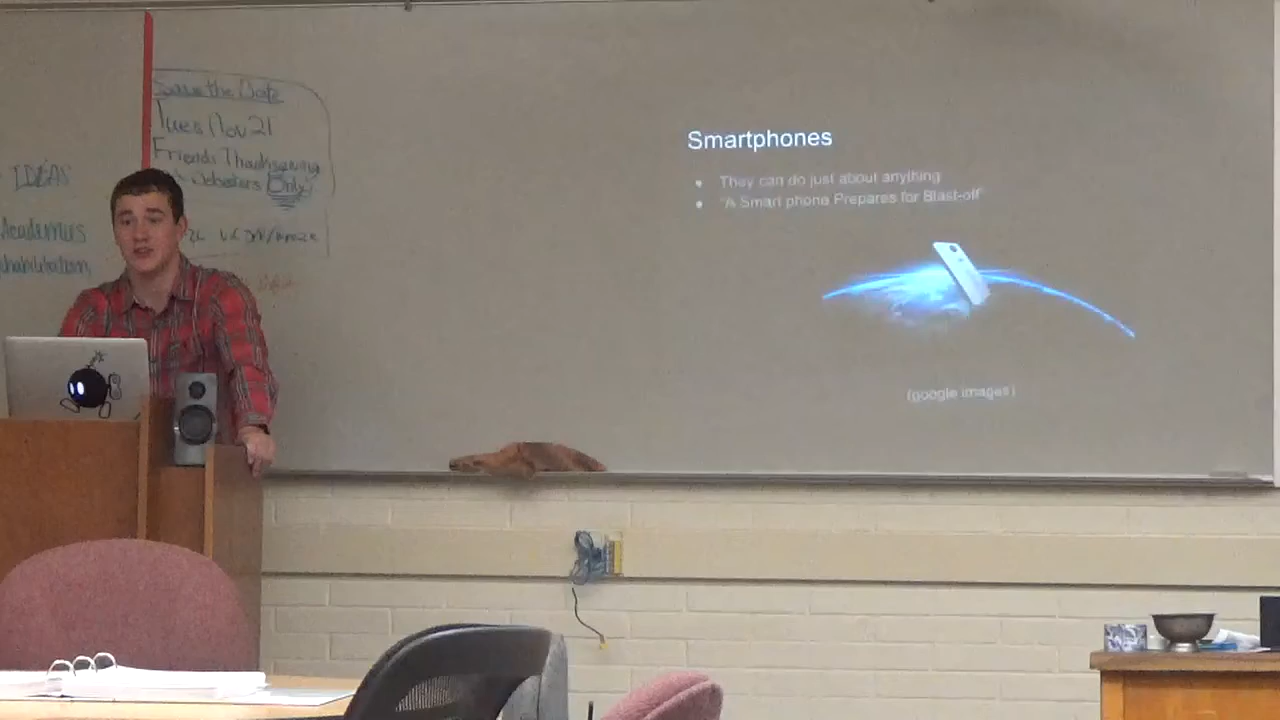 Save the Date
Tues Nov 21
Friends Thanksgiving
Websters Only!
IDEAS
Academics
Smartphones
They can do just about anything
"A Smart phone Prepares for Blast-off"
(google images)